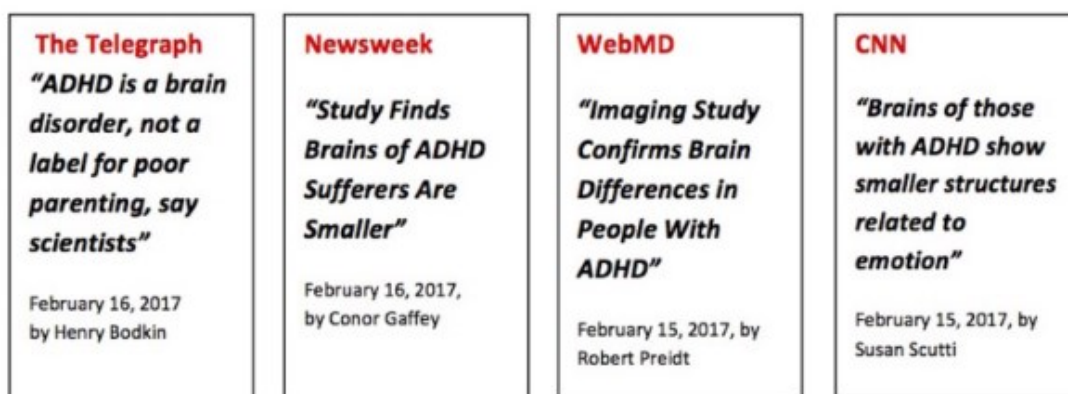 The Telegraph
“ADHD is a brain
disorder, not a
label for poor
parenting, say
scientists”
February 16, 2017
by Henry Bodkin
Newsweek
“Study Finds
Brains of ADHD
Sufferers Are
Smaller”
February 16, 2017,
by Conor Gaffey
WebMD
“Imaging Study
Confirms Brain
Differences in
People With
ADHD”
February 15, 2017, by
Robert Preidt
CNN
“Brains of those
with ADHD show
smaller structures
related to
emotion”
February 15, 2017, by
Susan Scutti